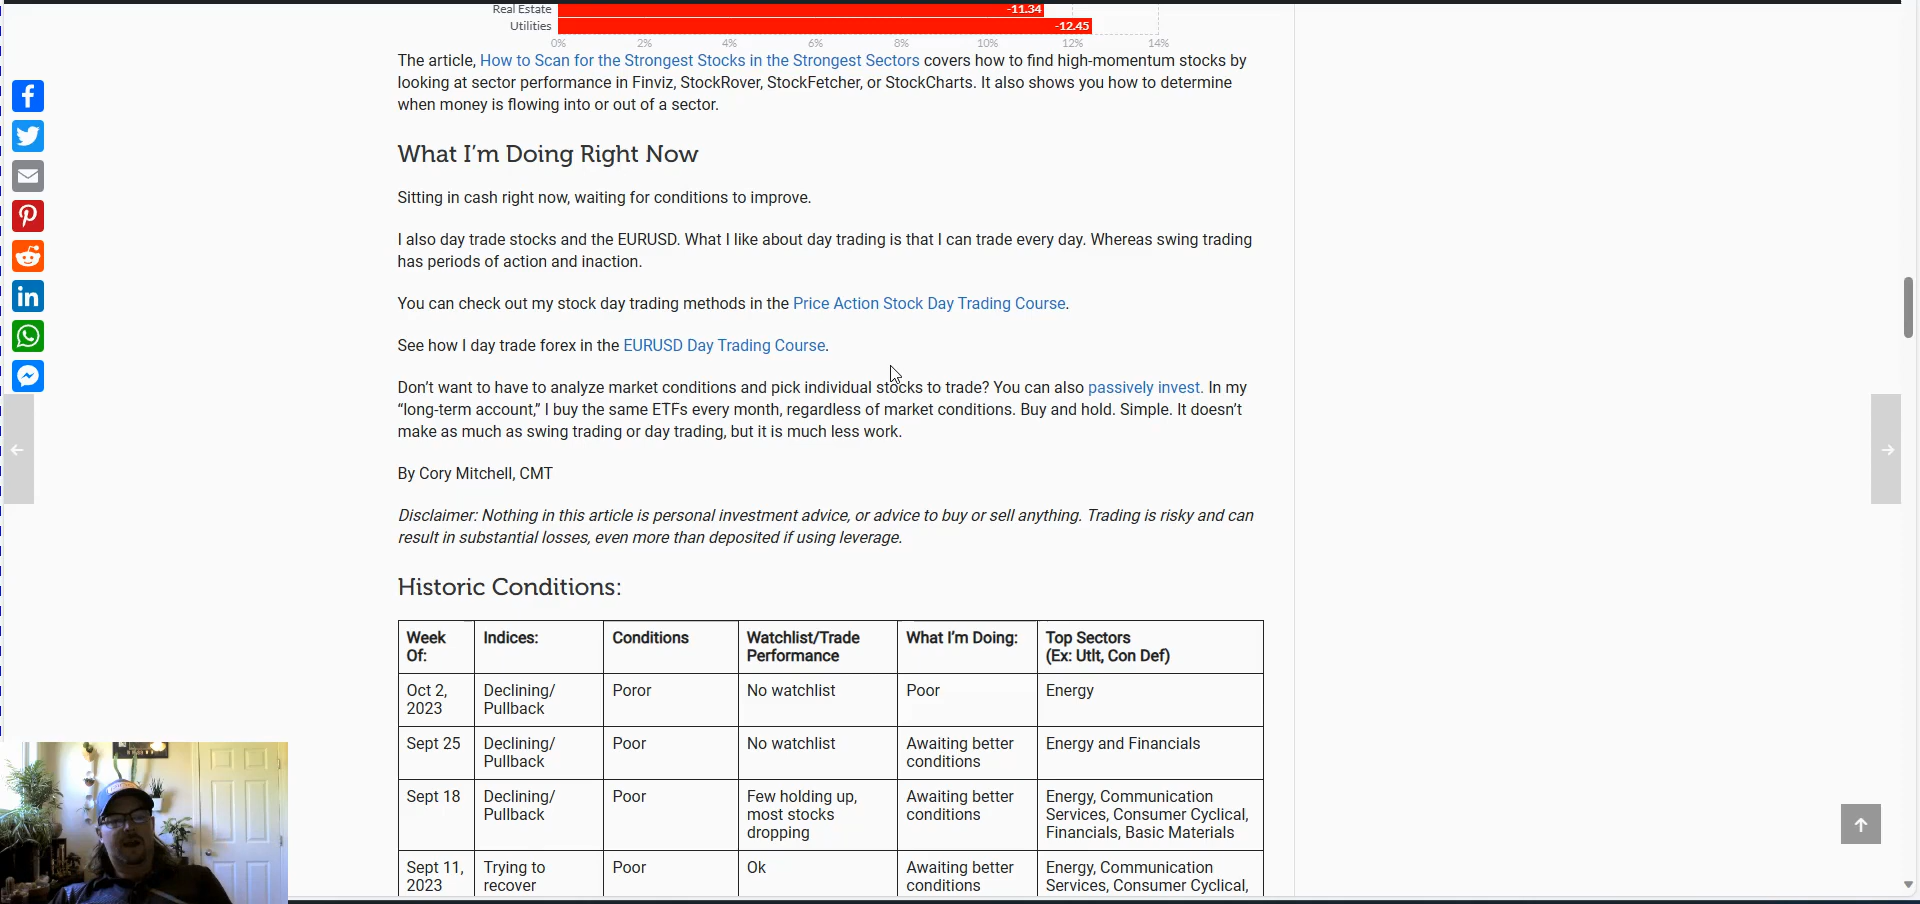 Real Estate -11.34
Utilities -12.45
0% 2% 4% 6% 8% 10% 12% 14%
The article, How to Scan for the Strongest Stocks in the Strongest Sectors covers how to find high-momentum stocks by
looking at sector performance in Finviz, StockRover, StockFetcher, or StockCharts. It also shows you how to determine
when money is flowing into or out of a sector.
What I’m Doing Right Now
Sitting in cash right now, waiting for conditions to improve.
I also day trade stocks and the EURUSD. What I like about day trading is that I can trade every day. Whereas swing trading
has periods of action and inaction.
You can check out my stock day trading methods in the Price Action Stock Day Trading Course.
See how I day trade forex in the EURUSD Day Trading Course.
Don’t want to have to analyze market conditions and pick individual stocks to trade? You can also passively invest. In my
“long-term account,” I buy the same ETFs every month, regardless of market conditions. Buy and hold. Simple. It doesn’t
make as much as swing trading or day trading, but it is much less work.
By Cory Mitchell, CMT
Disclaimer: Nothing in this article is personal investment advice, or advice to buy or sell anything. Trading is risky and can
result in substantial losses, even more than deposited if using leverage.
Historic Conditions:
Week Indices: Conditions Watchlist/Trade What I’m Doing: Top Sectors
Of: Performance (Ex: Utlt, Con Def)
Oct 2, Declining/ Poror No watchlist Poor Energy
2023 Pullback
Sept 25 Declining/ Poor No watchlist Awaiting better Energy and Financials
Pullback conditions
Sept 18 Declining/ Poor Few holding up, Awaiting better Energy, Communication
Pullback most stocks conditions Services, Consumer Cyclical,
dropping Financials, Basic Materials
Sept 11, Trying to Poor Ok Awaiting better Energy, Communication
2023 recover conditions Services, Consumer Cyclical,